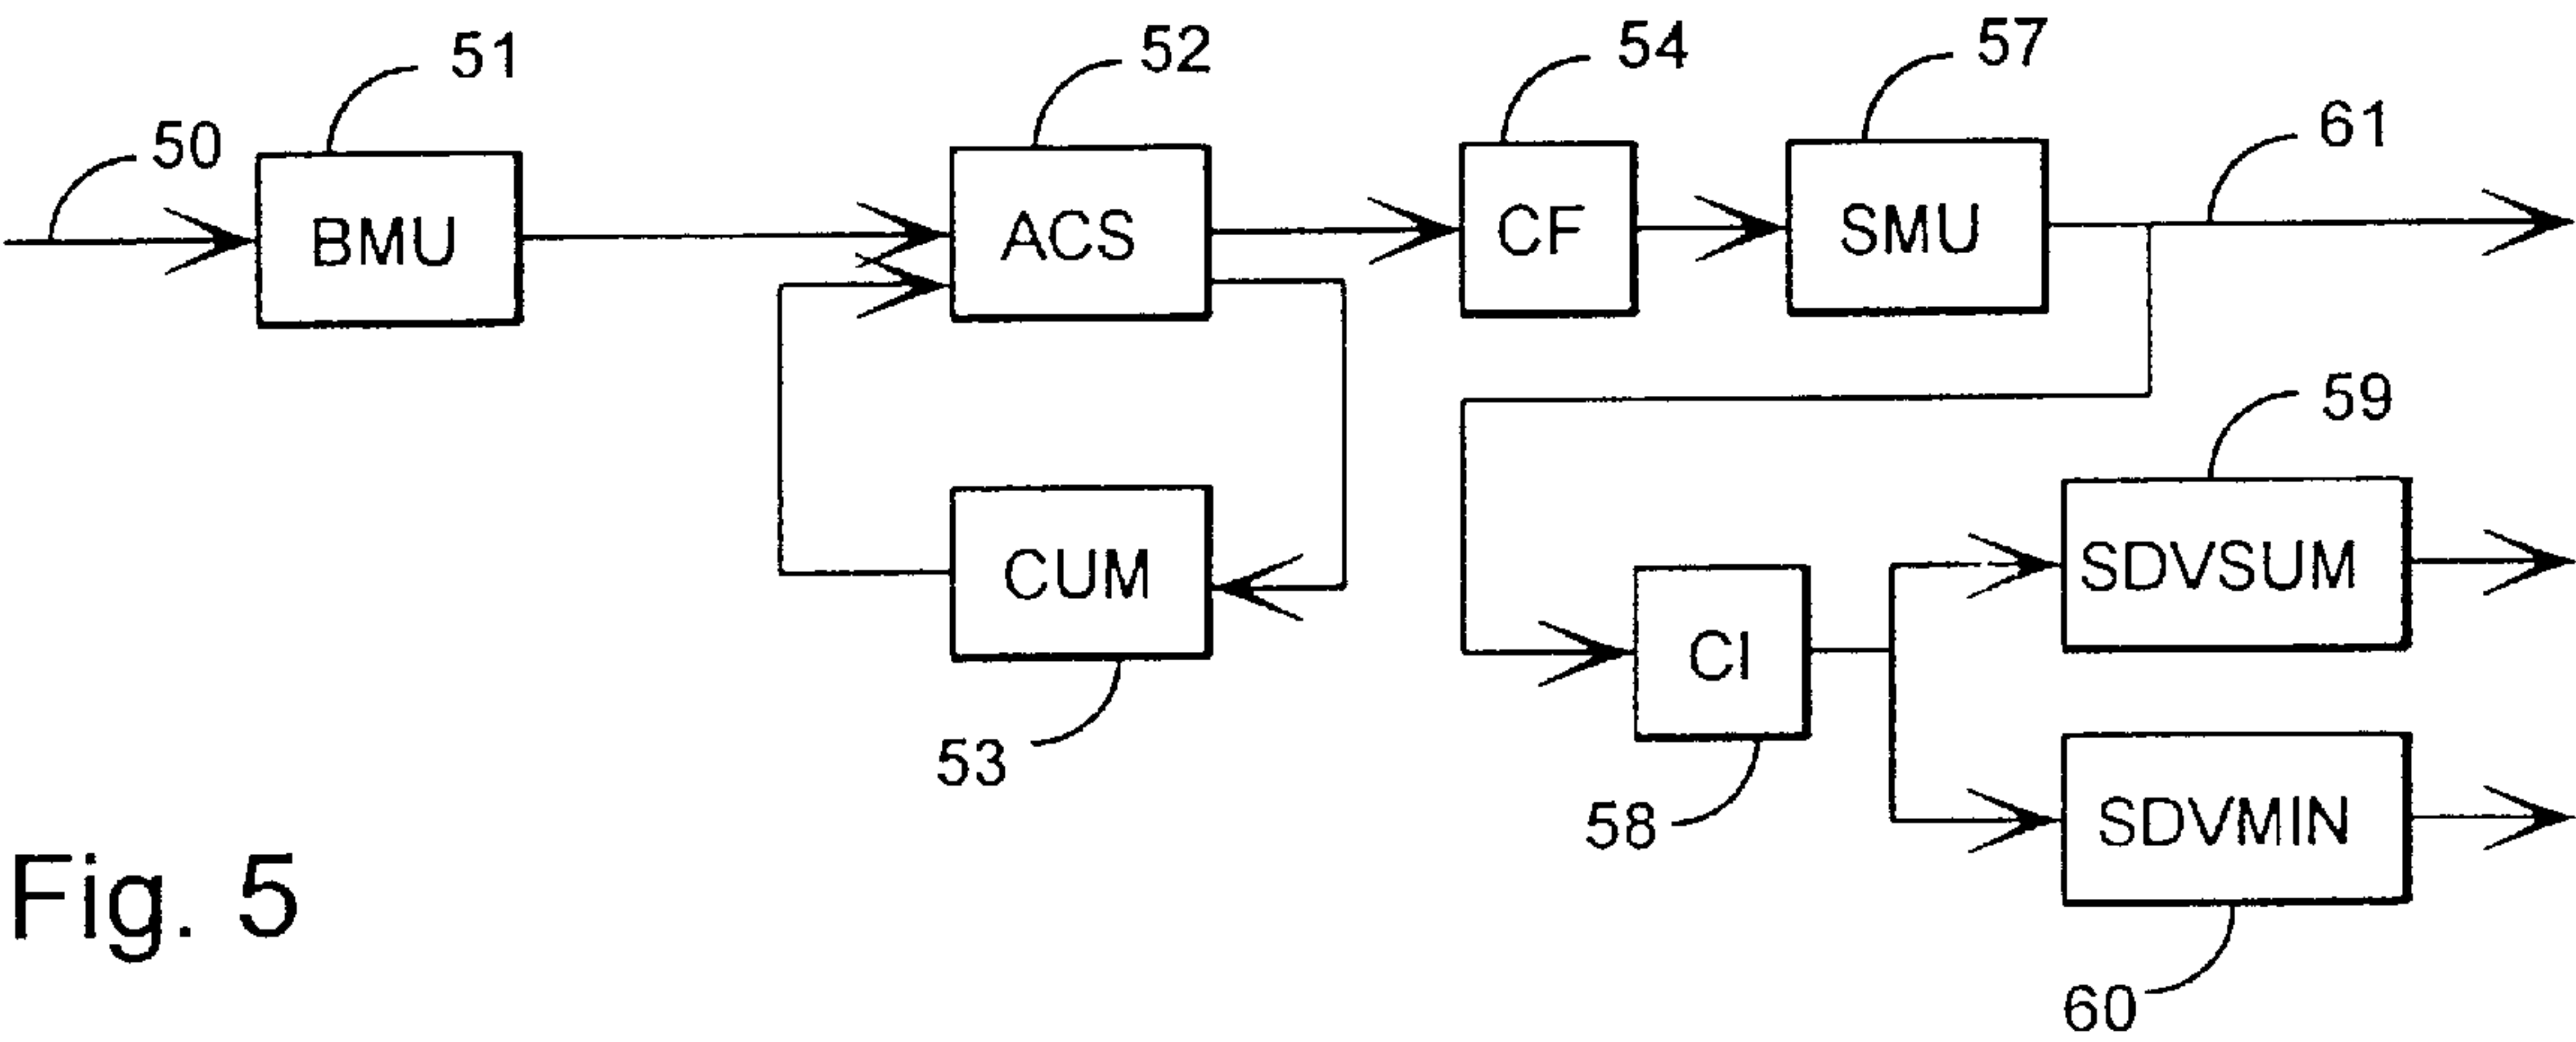 51
52
54
57
50
61
BMU
ACS
CF
SMU
59
CUM
SDVSUM
CI
53
58
SDVMIN
Fig. 5
60